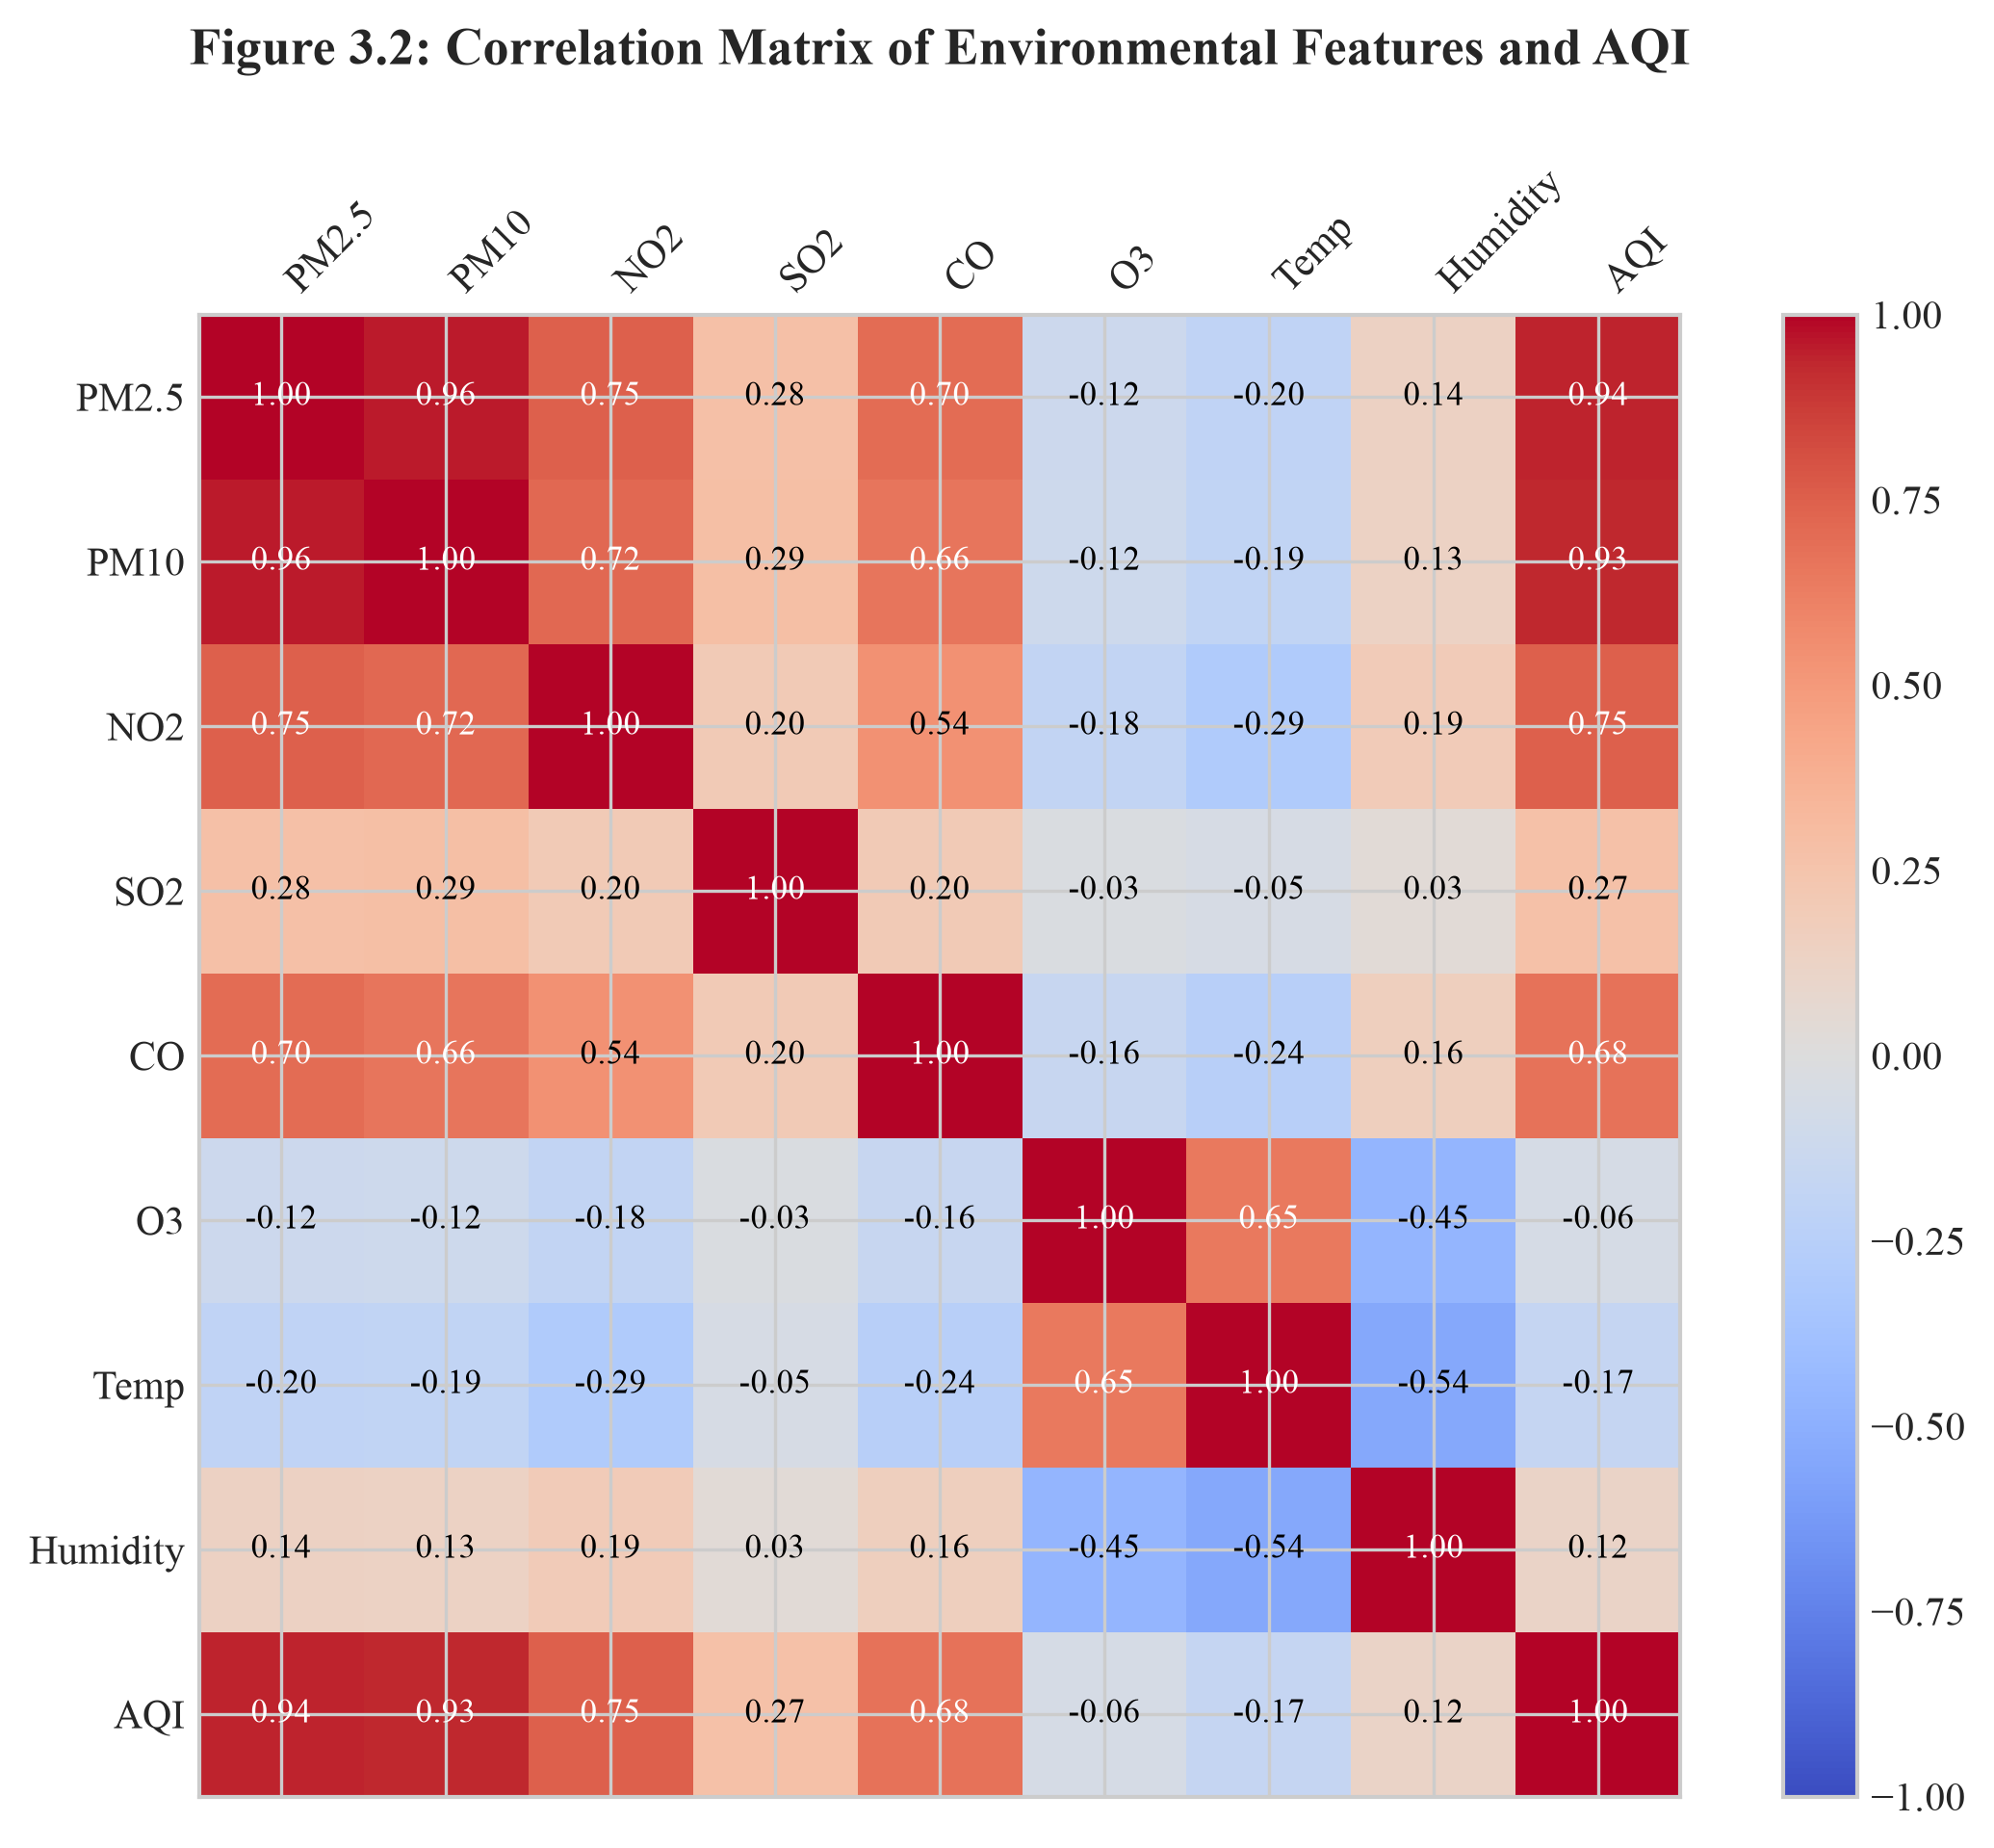 Figure 3.2: Correlation Matrix of Environmental Features and AQI
PM2.5 PM10 NO2 SO2 CO O3 Temp Humidity AQI
PM2.5 1.00 0.96 0.75 0.28 0.70 -0.12 -0.20 0.14 0.94
PM10 0.96 1.00 0.72 0.29 0.66 -0.12 -0.19 0.13 0.93
NO2 0.75 0.72 1.00 0.20 0.54 -0.18 -0.29 0.19 0.75
SO2 0.28 0.29 0.20 1.00 0.20 -0.03 -0.05 0.03 0.27
CO 0.70 0.66 0.54 0.20 1.00 -0.16 -0.24 0.16 0.68
O3 -0.12 -0.12 -0.18 -0.03 -0.16 1.00 0.65 -0.45 -0.06
Temp -0.20 -0.19 -0.29 -0.05 -0.24 0.65 1.00 -0.54 -0.17
Humidity 0.14 0.13 0.19 0.03 0.16 -0.45 -0.54 1.00 0.12
AQI 0.94 0.93 0.75 0.27 0.68 -0.06 -0.17 0.12 1.00
1.00
0.75
0.50
0.25
0.00
−0.25
−0.50
−0.75
−1.00